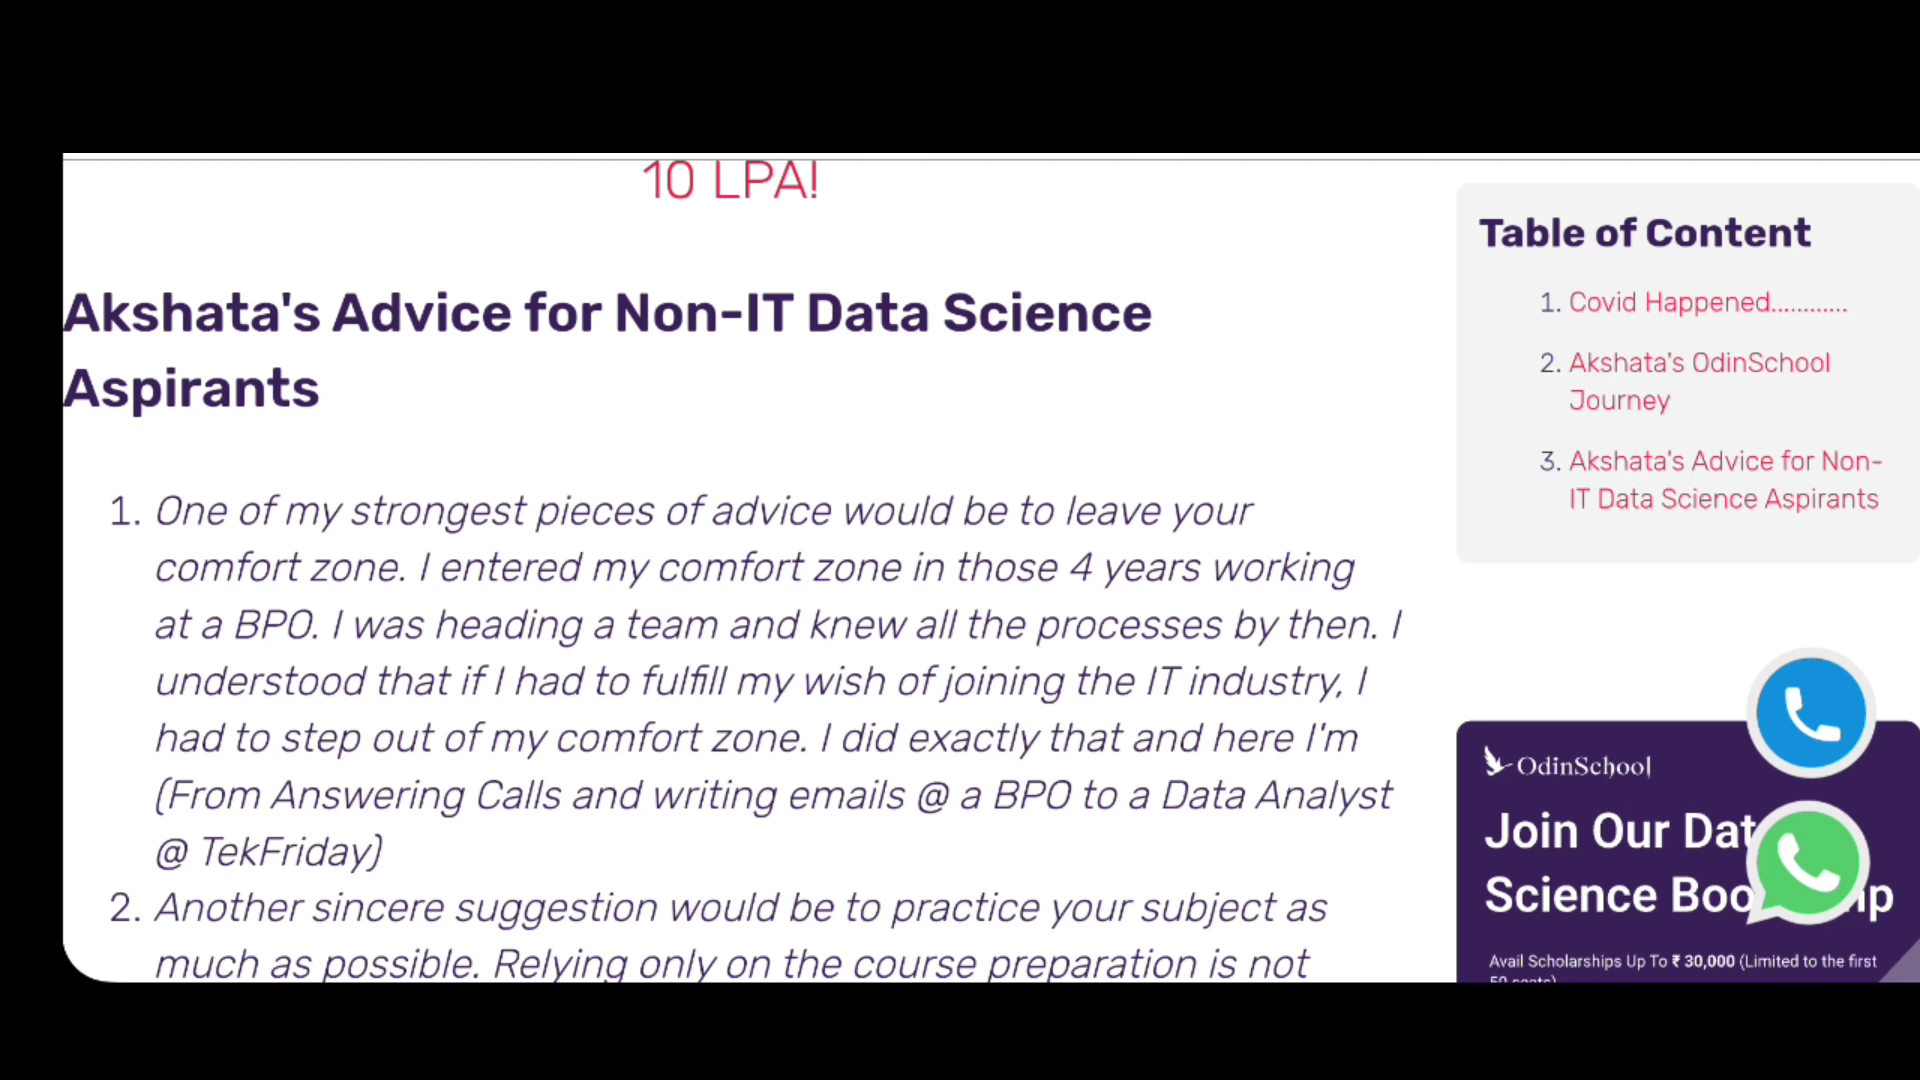 10 LPA!
Akshata's Advice for Non-IT Data Science
Aspirants
1. One of my strongest pieces of advice would be to leave your
comfort zone. I entered my comfort zone in those 4 years working
at a BPO. I was heading a team and knew all the processes by then. I
understood that if I had to fulfill my wish of joining the IT industry, I
had to step out of my comfort zone. I did exactly that and here I'm
(From Answering Calls and writing emails @ a BPO to a Data Analyst
@ TekFriday)
2. Another sincere suggestion would be to practice your subject as
much as possible. Relying only on the course preparation is not
Table of Content
1. Covid Happened............
2. Akshata's OdinSchool
Journey
3. Akshata's Advice for Non-
IT Data Science Aspirants
OdinSchool
Join Our
Science
Avail Scholarships Up To ₹ 30,000 (Limited to the first
50 seats)